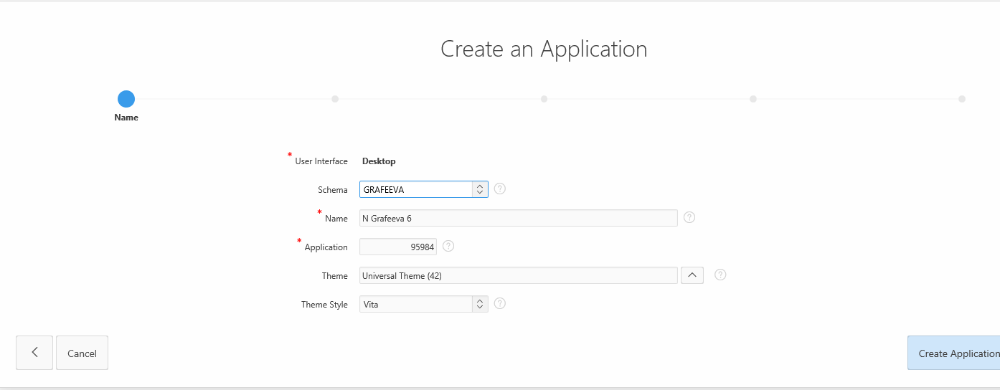 Create an Application
Name
* User Interface Desktop
Schema GRAFEEVA ?
* Name N Grafeeva 6 ?
* Application 95984 ?
Theme Universal Theme (42) ?
Theme Style Vita ?
Cancel
Create Application